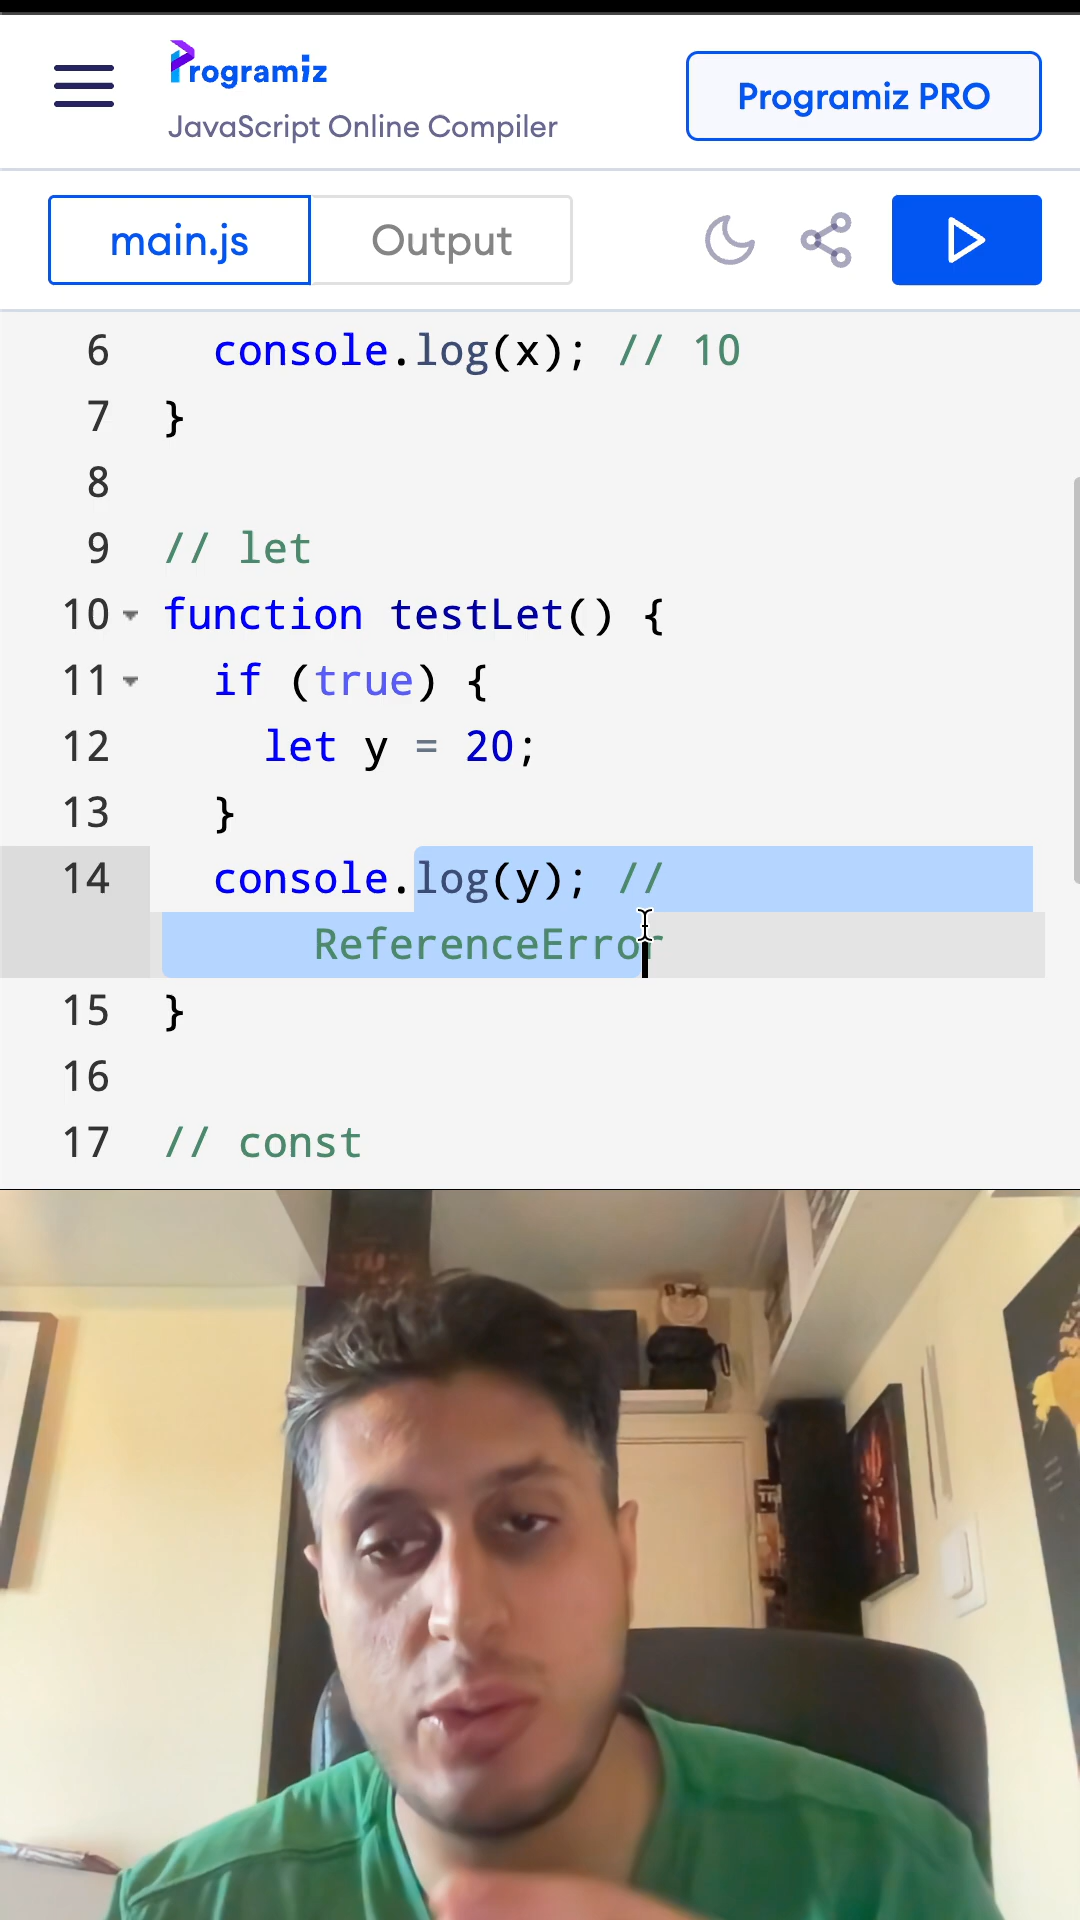 Programiz
JavaScript Online Compiler
Programiz PRO
main.js
Output
6 console.log(x); // 10
7 }
8
9 // let
10 function testLet() {
11 if (true) {
12 let y = 20;
13 }
14 console.log(y); //
ReferenceError
15 }
16
17 // const